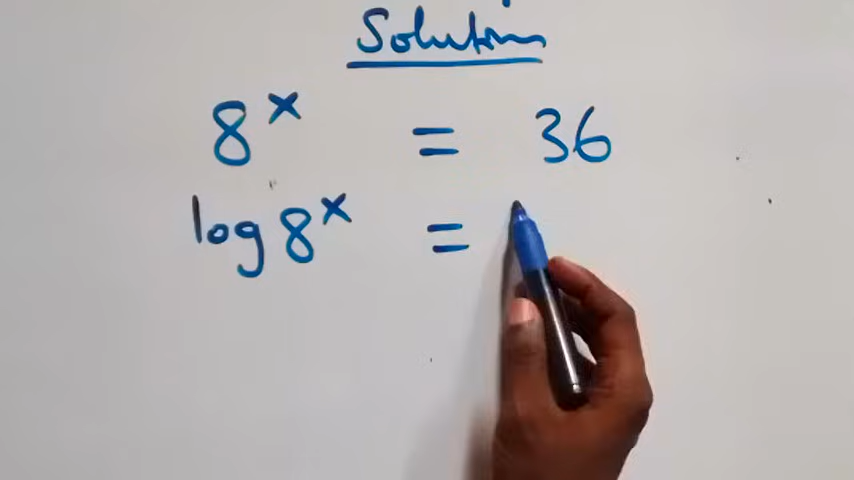 Solution
8^x = 36
log 8^x =